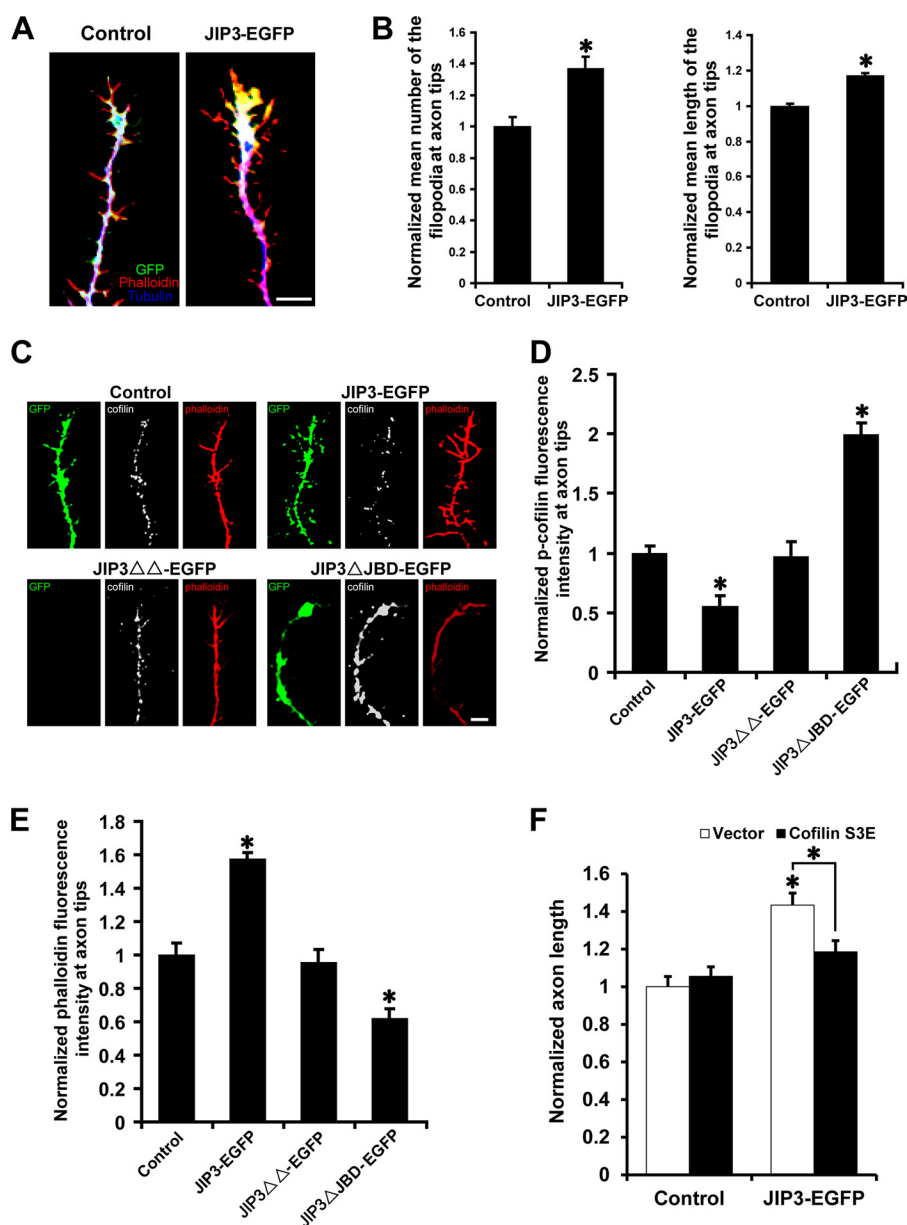 A
Control
JIP3-EGFP
GFP
Phalloidin
Tubulin
B
Normalized mean number of the
filopodia at axon tips
1.6
1.4
1.2
1
0.8
0.6
0.4
0.2
0
*
Control
JIP3-EGFP
Normalized mean length of the
filopodia at axon tips
1.4
1.2
1
0.8
0.6
0.4
0.2
0
*
Control
JIP3-EGFP
C
Control
GFP
cofilin
phalloidin
JIP3-EGFP
GFP
cofilin
phalloidin
JIP3△△-EGFP
GFP
cofilin
phalloidin
JIP3△JBD-EGFP
GFP
cofilin
phalloidin
D
Normalized p-cofilin fluorescence
intensity at axon tips
2.5
2
1.5
1
0.5
0
*
*
Control
JIP3-EGFP
JIP3△△-EGFP
JIP3△JBD-EGFP
E
Normalized phalloidin fluorescence
intensity at axon tips
1.8
1.6
1.4
1.2
1
0.8
0.6
0.4
0.2
0
*
*
Control
JIP3-EGFP
JIP3△△-EGFP
JIP3△JBD-EGFP
F
Vector
Cofilin S3E
Normalized axon length
1.6
1.4
1.2
1
0.8
0.6
0.4
0.2
0
*
*
Control
JIP3-EGFP